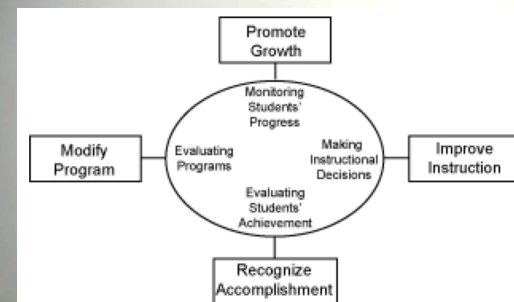 Promote
Growth
Monitoring
Students'
Progress
Modify
Program
Evaluating
Programs
Making
Instructional
Decisions
Improve
Instruction
Evaluating
Students'
Achievement
Recognize
Accomplishment